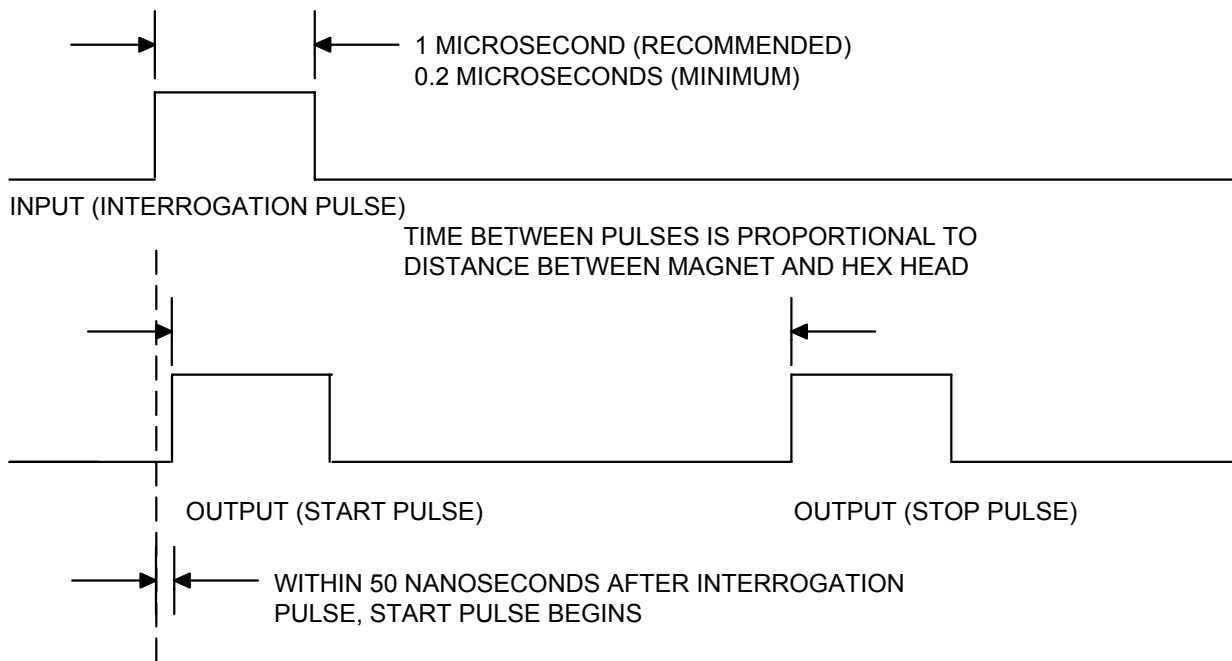 1 MICROSECOND (RECOMMENDED)
0.2 MICROSECONDS (MINIMUM)
INPUT (INTERROGATION PULSE)
TIME BETWEEN PULSES IS PROPORTIONAL TO
DISTANCE BETWEEN MAGNET AND HEX HEAD
OUTPUT (START PULSE)
OUTPUT (STOP PULSE)
WITHIN 50 NANOSECONDS AFTER INTERROGATION
PULSE, START PULSE BEGINS